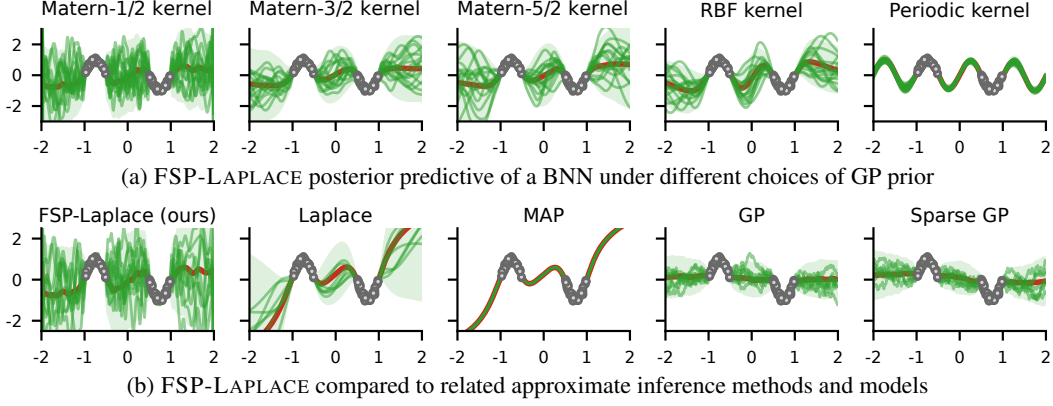 Matern-1/2 kernel Matern-3/2 kernel Matern-5/2 kernel RBF kernel Periodic kernel
2
0
-2
-2 -1 0 1 2 -2 -1 0 1 2 -2 -1 0 1 2 -2 -1 0 1 2 -2 -1 0 1 2
(a) FSP-LAPLACE posterior predictive of a BNN under different choices of GP prior
FSP-Laplace (ours) Laplace MAP GP Sparse GP
2
0
-2
-2 -1 0 1 2 -2 -1 0 1 2 -2 -1 0 1 2 -2 -1 0 1 2 -2 -1 0 1 2
(b) FSP-LAPLACE compared to related approximate inference methods and models